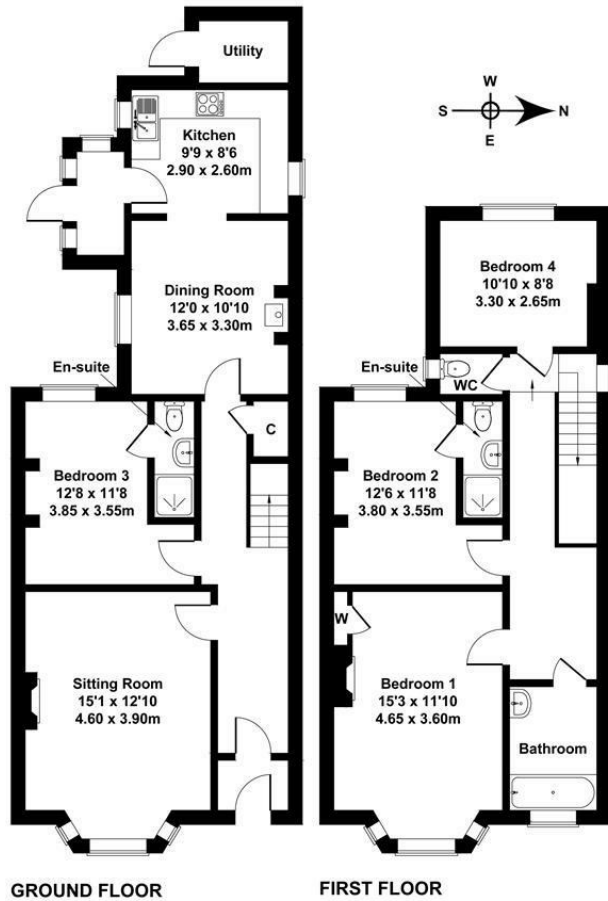 Utility
Kitchen
9'9 x 8'6
2.90 x 2.60m
W
S
N
E
Dining Room
12'0 x 10'10
3.65 x 3.30m
Bedroom 4
10'10 x 8'8
3.30 x 2.65m
En-suite
C
Bedroom 3
12'8 x 11'8
3.85 x 3.55m
En-suite
WC
Bedroom 2
12'6 x 11'8
3.80 x 3.55m
Sitting Room
15'1 x 12'10
4.60 x 3.90m
W
Bedroom 1
15'3 x 11'10
4.65 x 3.60m
Bathroom
GROUND FLOOR
FIRST FLOOR